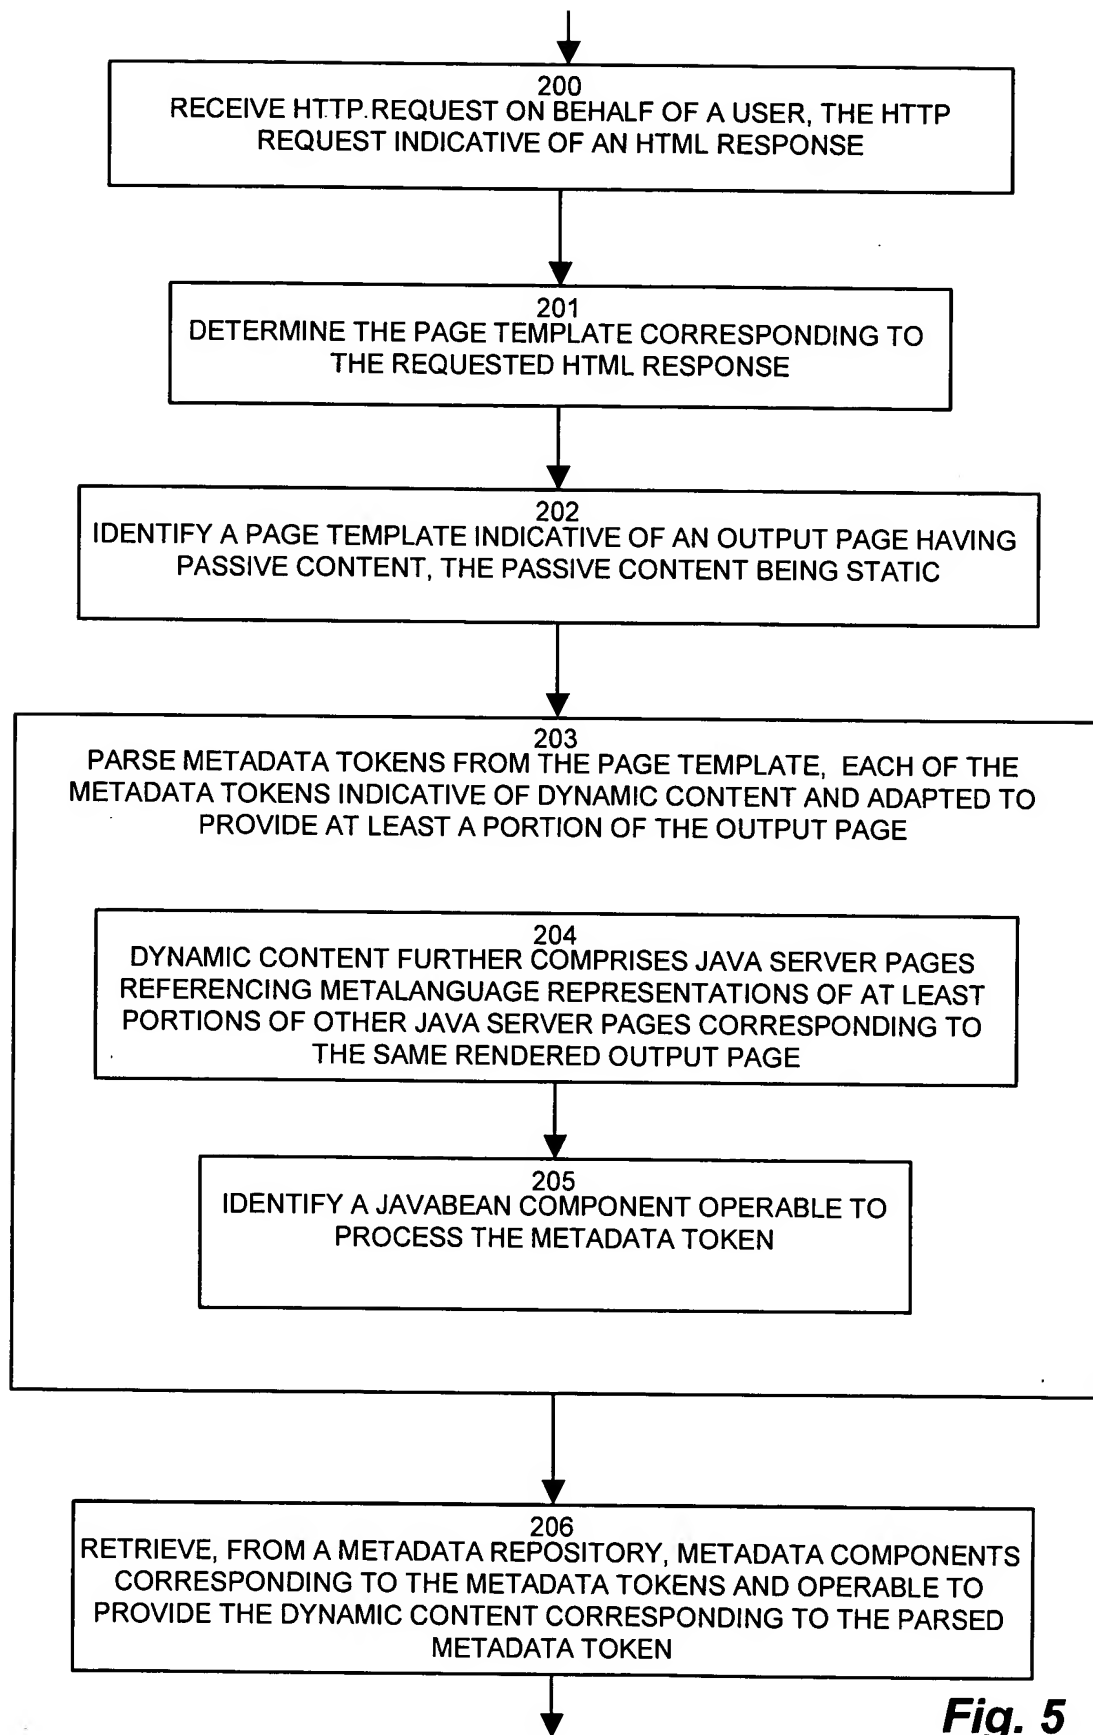 200
RECEIVE HTTP REQUEST ON BEHALF OF A USER, THE HTTP
REQUEST INDICATIVE OF AN HTML RESPONSE
201
DETERMINE THE PAGE TEMPLATE CORRESPONDING TO
THE REQUESTED HTML RESPONSE
202
IDENTIFY A PAGE TEMPLATE INDICATIVE OF AN OUTPUT PAGE HAVING
PASSIVE CONTENT, THE PASSIVE CONTENT BEING STATIC
203
PARSE METADATA TOKENS FROM THE PAGE TEMPLATE, EACH OF THE
METADATA TOKENS INDICATIVE OF DYNAMIC CONTENT AND ADAPTED TO
PROVIDE AT LEAST A PORTION OF THE OUTPUT PAGE
204
DYNAMIC CONTENT FURTHER COMPRISES JAVA SERVER PAGES
REFERENCING METALANGUAGE REPRESENTATIONS OF AT LEAST
PORTIONS OF OTHER JAVA SERVER PAGES CORRESPONDING TO
THE SAME RENDERED OUTPUT PAGE
205
IDENTIFY A JAVABEAN COMPONENT OPERABLE TO
PROCESS THE METADATA TOKEN
206
RETRIEVE, FROM A METADATA REPOSITORY, METADATA COMPONENTS
CORRESPONDING TO THE METADATA TOKENS AND OPERABLE TO
PROVIDE THE DYNAMIC CONTENT CORRESPONDING TO THE PARSED
METADATA TOKEN
Fig. 5